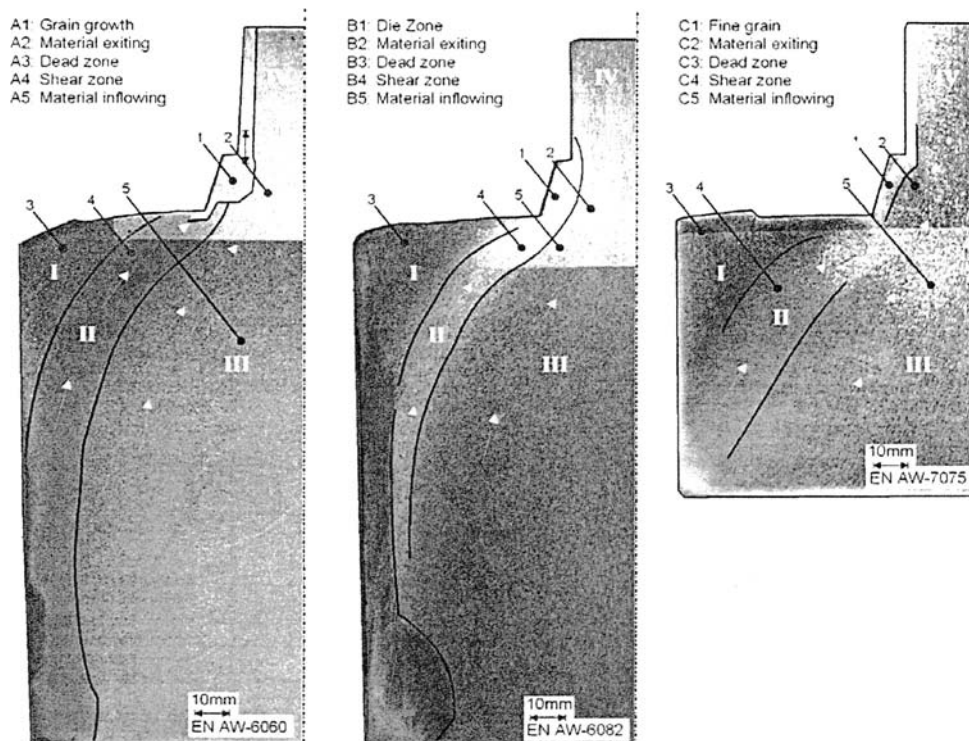 A1: Grain growth
A2: Material exiting
A3: Dead zone
A4: Shear zone
A5: Material inflowing
IV
1
2
3
4
5
I
II
III
10mm
EN AW-6060
B1: Die Zone
B2: Material exiting
B3: Dead zone
B4: Shear zone
B5: Material inflowing
IV
1
2
3
4
5
I
II
III
10mm
EN AW-6082
C1: Fine grain
C2: Material exiting
C3: Dead zone
C4: Shear zone
C5: Material inflowing
IV
1
2
3
4
5
I
II
III
10mm
EN AW-7075